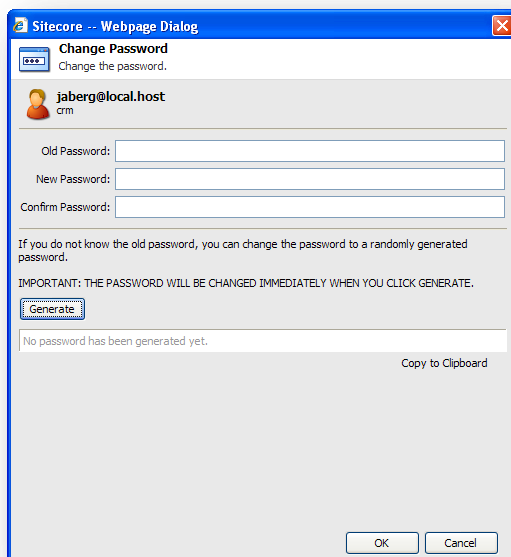 Sitecore -- Webpage Dialog
Change Password
Change the password.
jaberg@local.host
crm
Old Password:
New Password:
Confirm Password:
If you do not know the old password, you can change the password to a randomly generated
password.
IMPORTANT: THE PASSWORD WILL BE CHANGED IMMEDIATELY WHEN YOU CLICK GENERATE.
Generate
No password has been generated yet.
Copy to Clipboard
OK Cancel